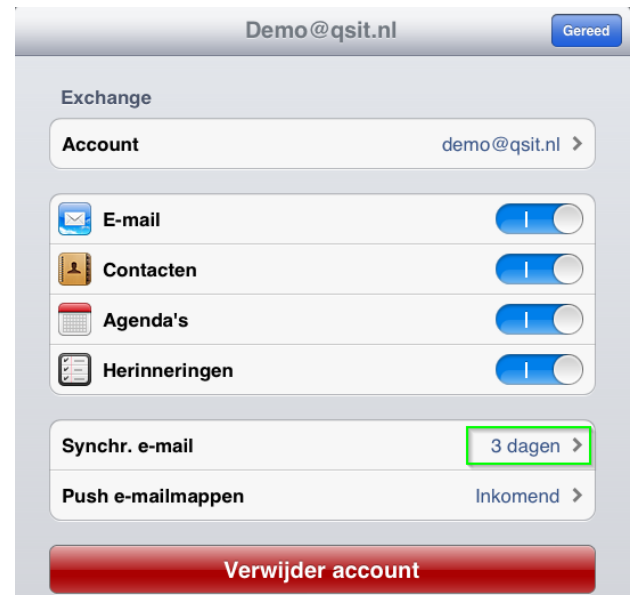 Demo@qsit.nl Gereed
Exchange
Account demo@qsit.nl
E-mail
Contacten
Agenda's
Herinneringen
Synchr. e-mail 3 dagen
Push e-mailmappen Inkomend
Verwijder account